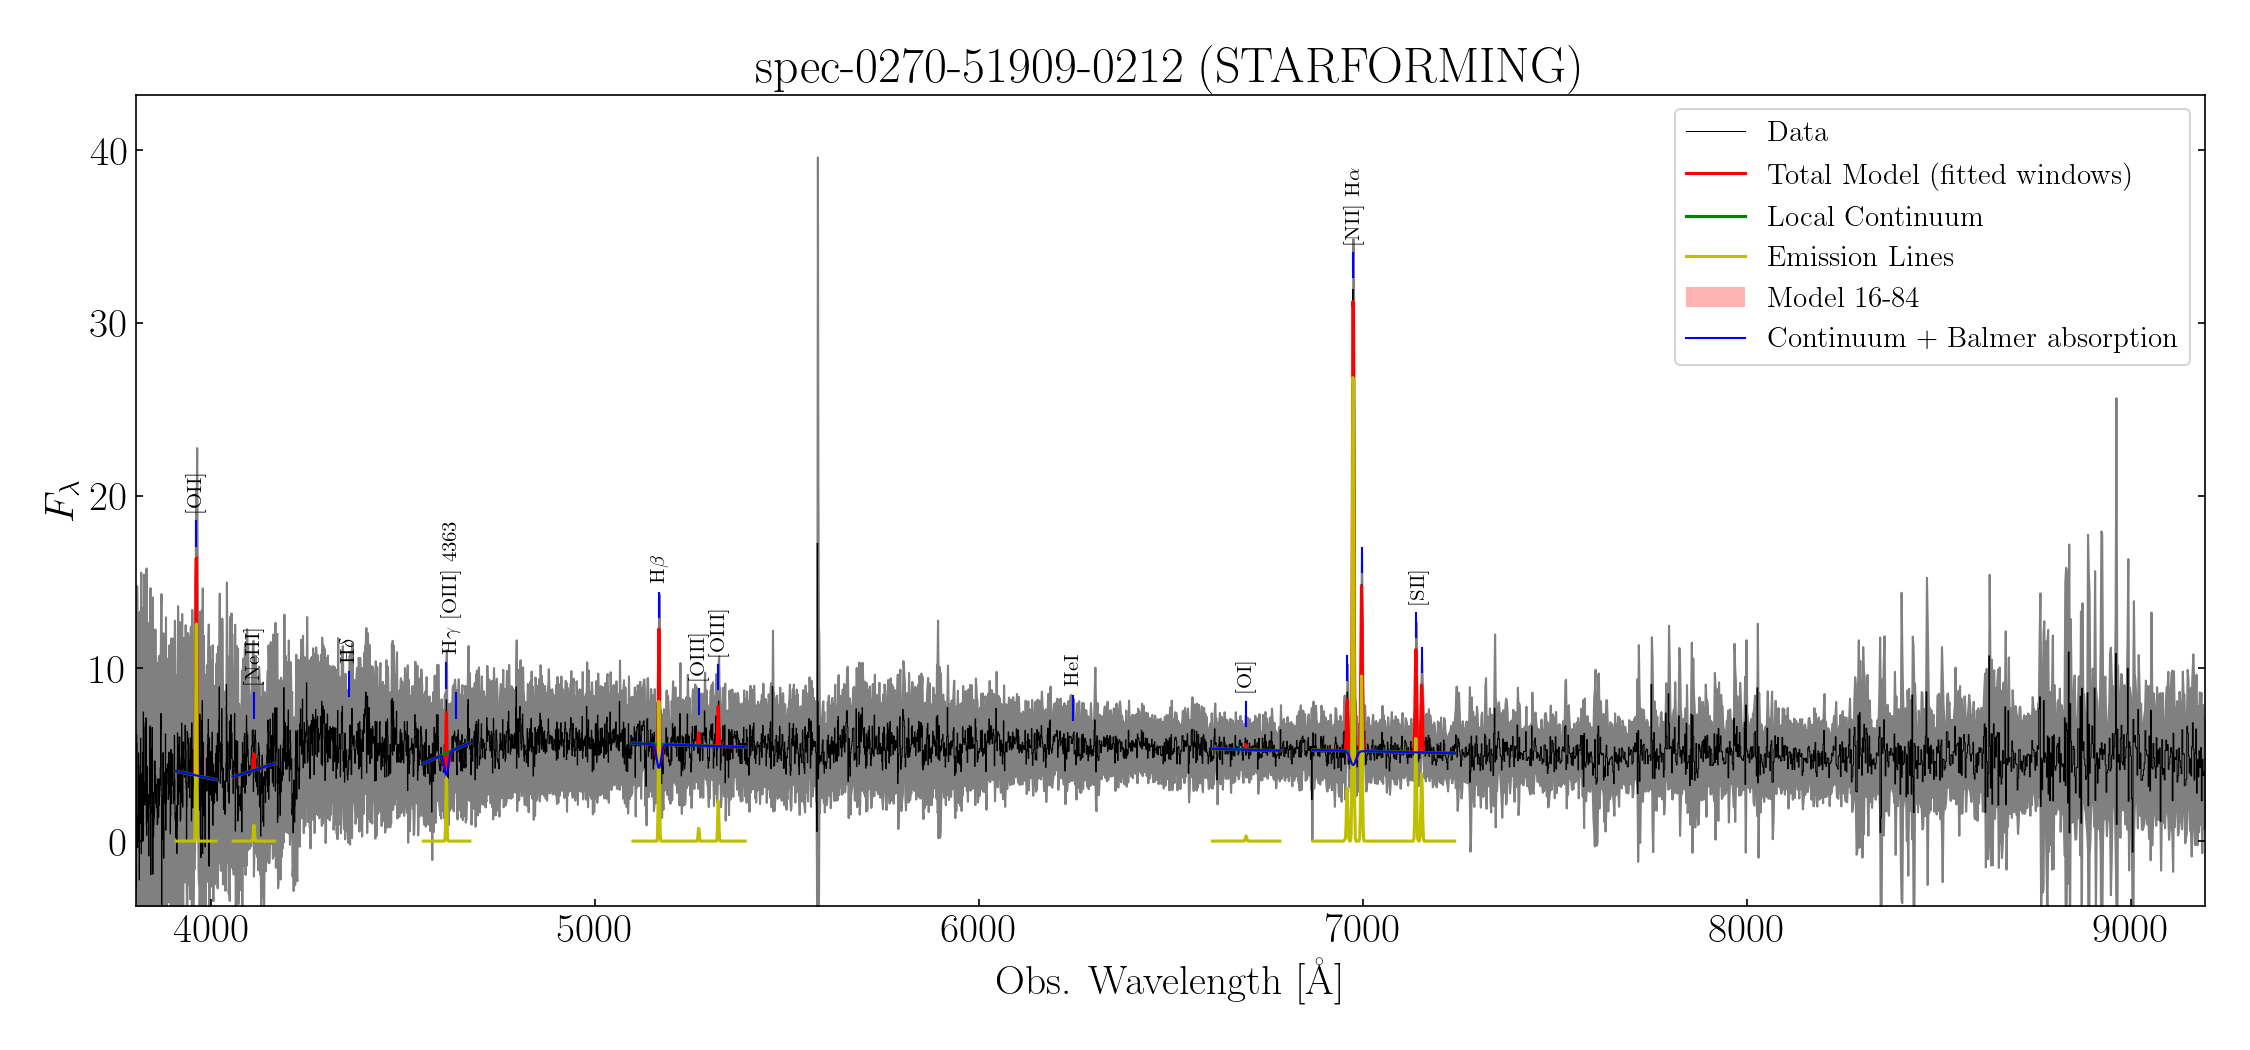 spec-0270-51909-0212 (STARFORMING)
Data
Total Model (fitted windows)
Local Continuum
Emission Lines
Model 16-84
Continuum + Balmer absorption
[OII]
[NeIII]
Hδ
Hγ [OIII] 4363
Hβ
[OIII]
[OIII]
HeI
[OI]
[NII] Hα
[SII]
F_λ
40
30
20
10
0
4000
5000
6000
7000
8000
9000
Obs. Wavelength [Å]